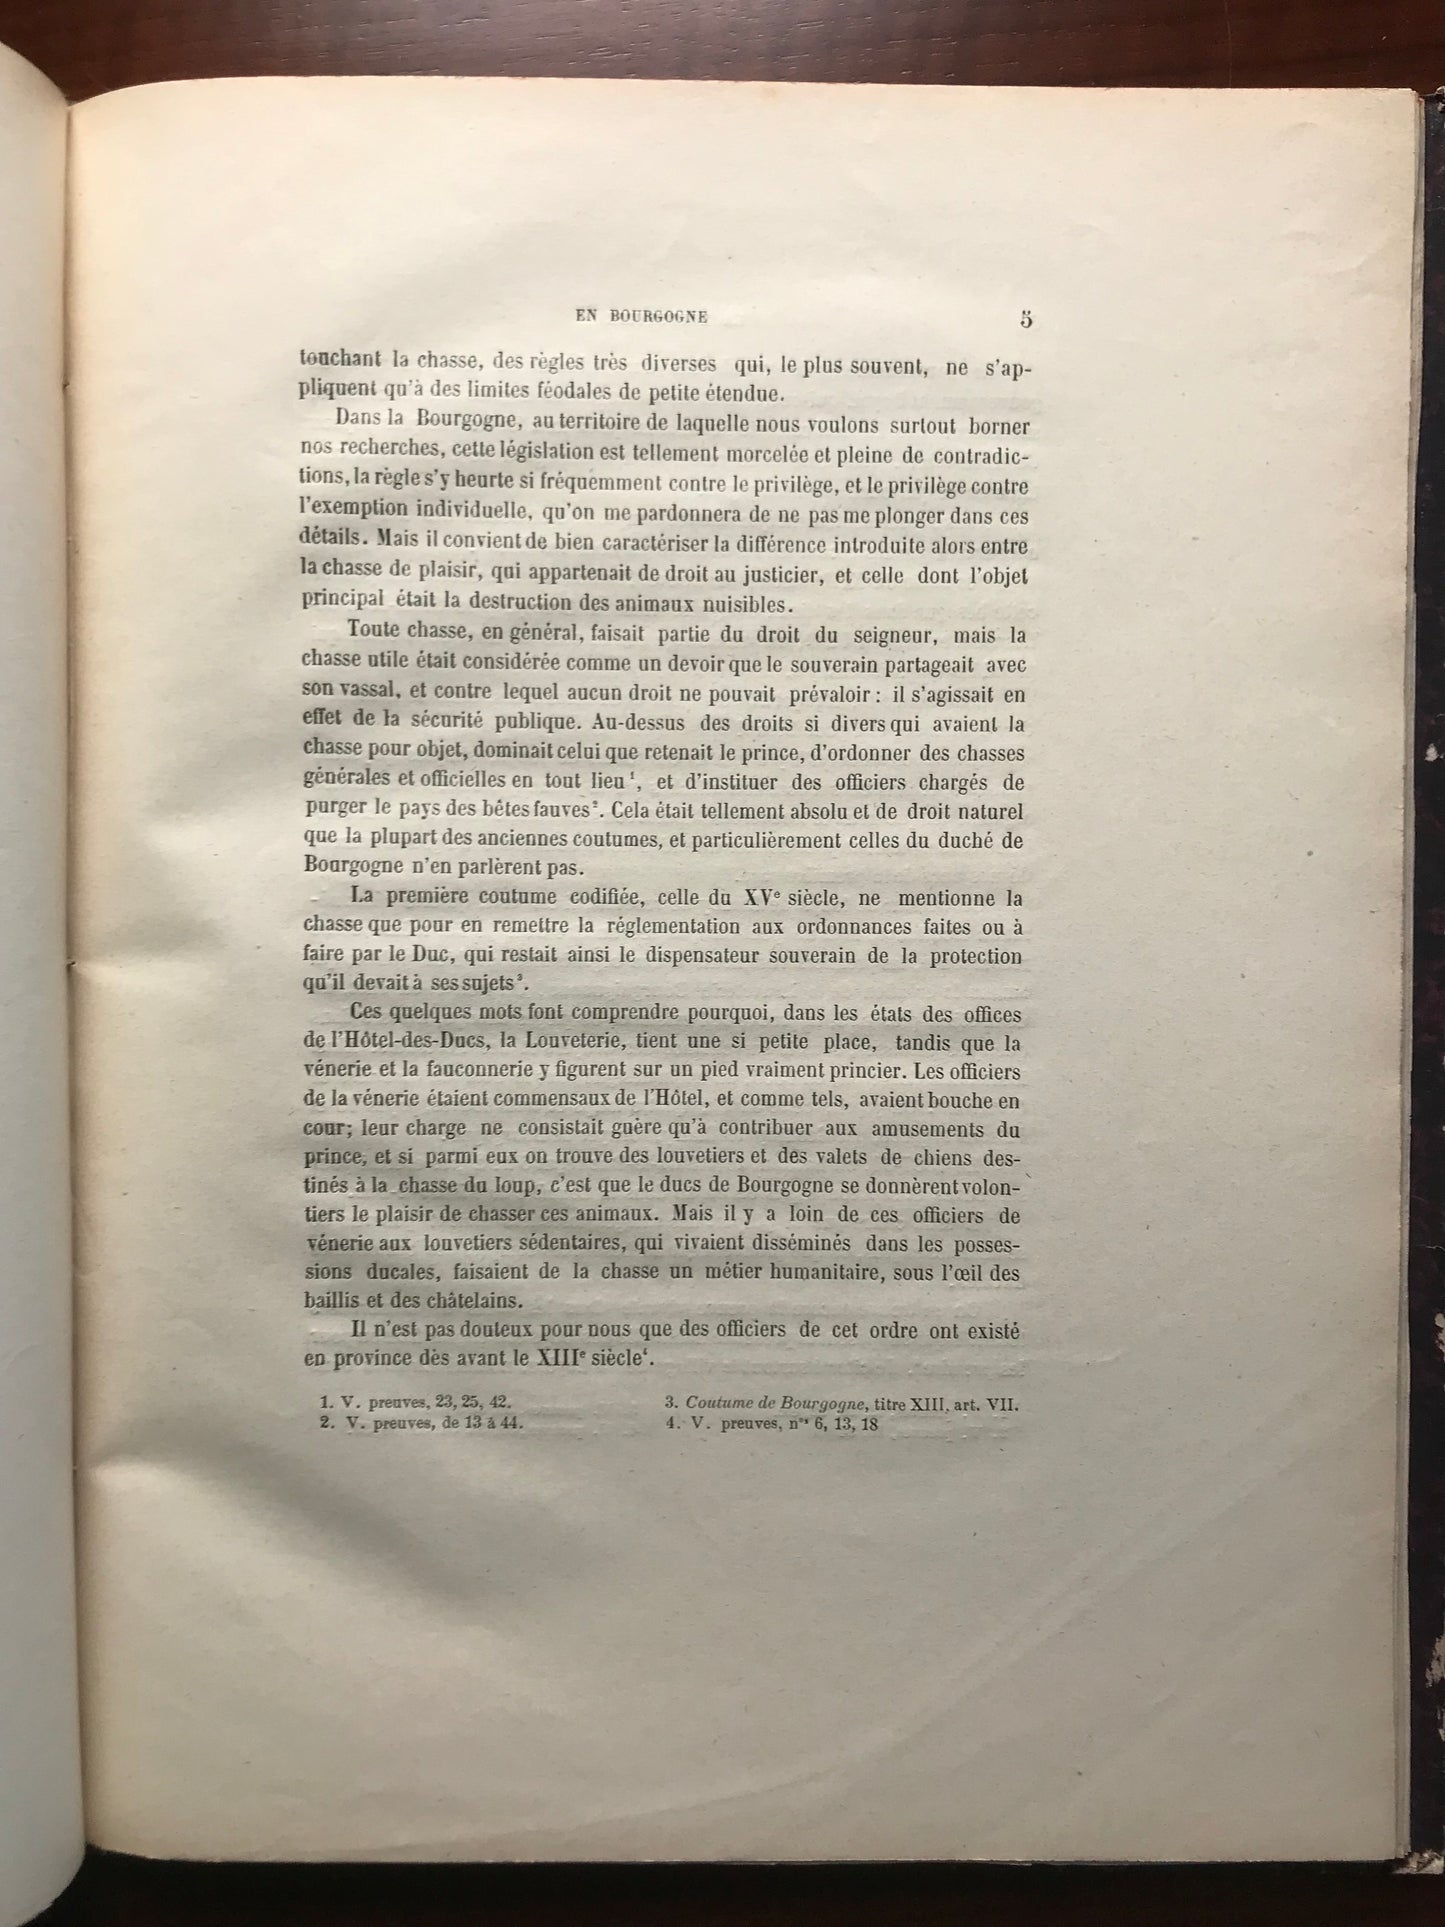 EN BOURGOGNE 5
touchant la chasse, des règles très diverses qui, le plus souvent, ne s'ap-
pliquent qu'à des limites féodales de petite étendue.
Dans la Bourgogne, au territoire de laquelle nous voulons surtout borner
nos recherches, cette législation est tellement morcelée et pleine de contradic-
tions, la règle s'y heurte si fréquemment contre le privilège, et le privilège contre
l'exemption individuelle, qu'on me pardonnera de ne pas me plonger dans ces
détails. Mais il convient de bien caractériser la différence introduite alors entre
la chasse de plaisir, qui appartenait de droit au justicier, et celle dont l'objet
principal était la destruction des animaux nuisibles.
Toute chasse, en général, faisait partie du droit du seigneur, mais la
chasse utile était considérée comme un devoir que le souverain partageait avec
son vassal, et contre lequel aucun droit ne pouvait prévaloir : il s'agissait en
effet de la sécurité publique. Au-dessus des droits si divers qui avaient la
chasse pour objet, dominait celui que retenait le prince, d'ordonner des chasses
générales et officielles en tout lieu¹, et d'instituer des officiers chargés de
purger le pays des bêtes fauves². Cela était tellement absolu et de droit naturel
que la plupart des anciennes coutumes, et particulièrement celles du duché de
Bourgogne n'en parlèrent pas.
La première coutume codifiée, celle du XVe siècle, ne mentionne la
chasse que pour en remettre la réglementation aux ordonnances faites ou à
faire par le Duc, qui restait ainsi le dispensateur souverain de la protection
qu'il devait à ses sujets³.
Ces quelques mots font comprendre pourquoi, dans les états des offices
de l'Hôtel-des-Ducs, la Louveterie, tient une si petite place, tandis que la
vénerie et la fauconnerie y figurent sur un pied vraiment princier. Les officiers
de la vénerie étaient commensaux de l'Hôtel, et comme tels, avaient bouche en
cour; leur charge ne consistait guère qu'à contribuer aux amusements du
prince, et si parmi eux on trouve des louvetiers et des valets de chiens des-
tinés à la chasse du loup, c'est que le ducs de Bourgogne se donnèrent volon-
tiers le plaisir de chasser ces animaux. Mais il y a loin de ces officiers de
vénerie aux louvetiers sédentaires, qui vivaient disséminés dans les posses-
sions ducales, faisaient de la chasse un métier humanitaire, sous l'œil des
baillis et des châtelains.
Il n'est pas douteux pour nous que des officiers de cet ordre ont existé
en province dès avant le XIIIe siècle⁴.
1. V. preuves, 23, 25, 42.
2. V. preuves, de 13 à 44.
3. Coutume de Bourgogne, titre XIII, art. VII.
4. V. preuves, nos 6, 13, 18